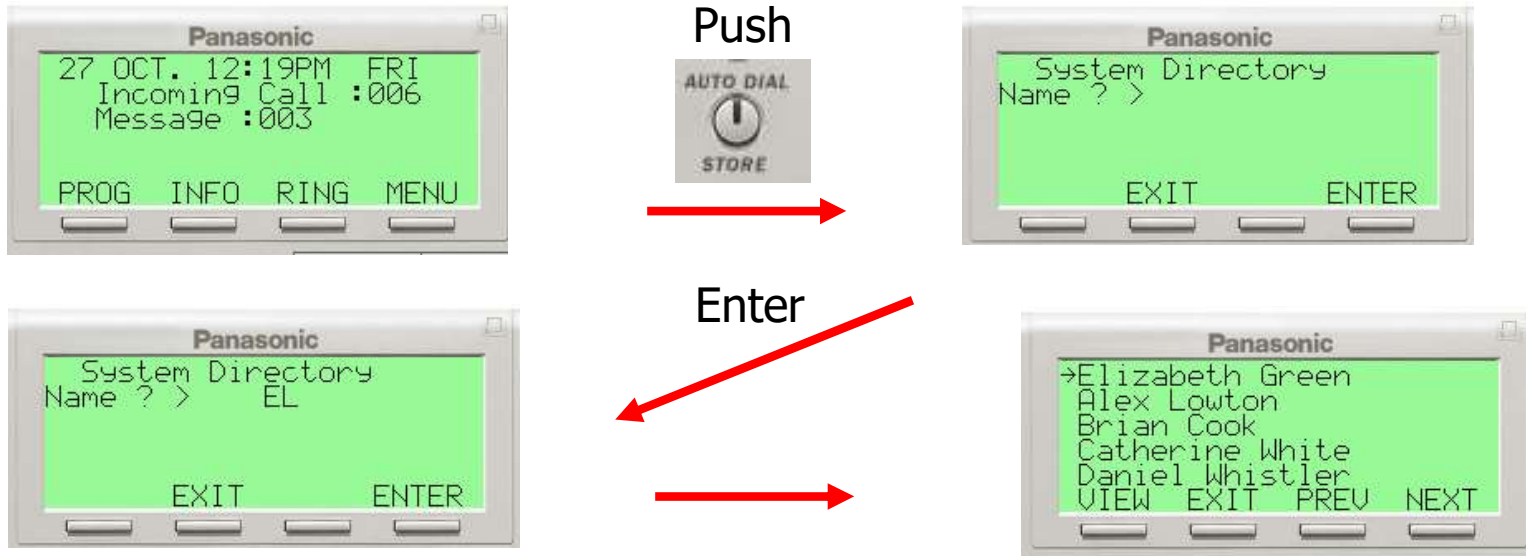 Panasonic
27 OCT. 12:19PM FRI
Incoming Call :006
Message :003
PROG INFO RING MENU
Push
AUTO DIAL
STORE
Panasonic
System Directory
Name ? >
EXIT ENTER
Enter
Panasonic
System Directory
Name ? > EL
EXIT ENTER
Panasonic
→Elizabeth Green
Alex Lowton
Brian Cook
Catherine White
Daniel Whistler
VIEW EXIT PREV NEXT